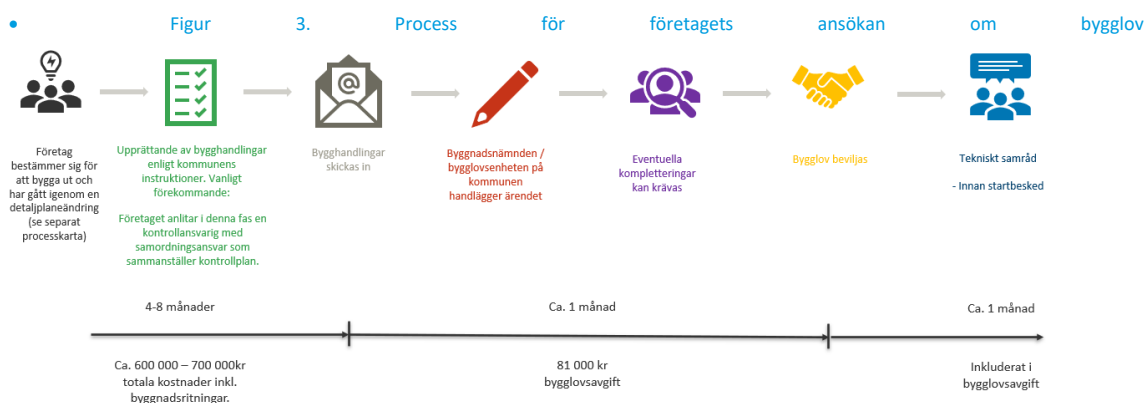 • Figur 3. Process för företagets ansökan om bygglov
Företag
bestämmer sig för
att bygga ut och
har gått igenom en
detaljplaneändring
(se separat
processkarta)
Upprättande av bygghandlingar
enligt kommunens
instruktioner. Vanligt
förekommande:
Företaget anlitar i denna fas en
kontrollansvarig med
samordningsansvar som
sammanställer kontrollplan.
Bygghandlingar
skickas in
Byggnadsnämnden /
bygglovsenheten på
kommunen
handlägger ärendet
Eventuella
kompletteringar
kan krävas
Bygglov beviljas
Tekniskt samråd
- Innan startbesked
4-8 månader
Ca. 1 månad
Ca. 1 månad
Ca. 600 000 – 700 000kr
totala kostnader inkl.
byggnadsritningar.
81 000 kr
bygglovsavgift
Inkluderat i
bygglovsavgift